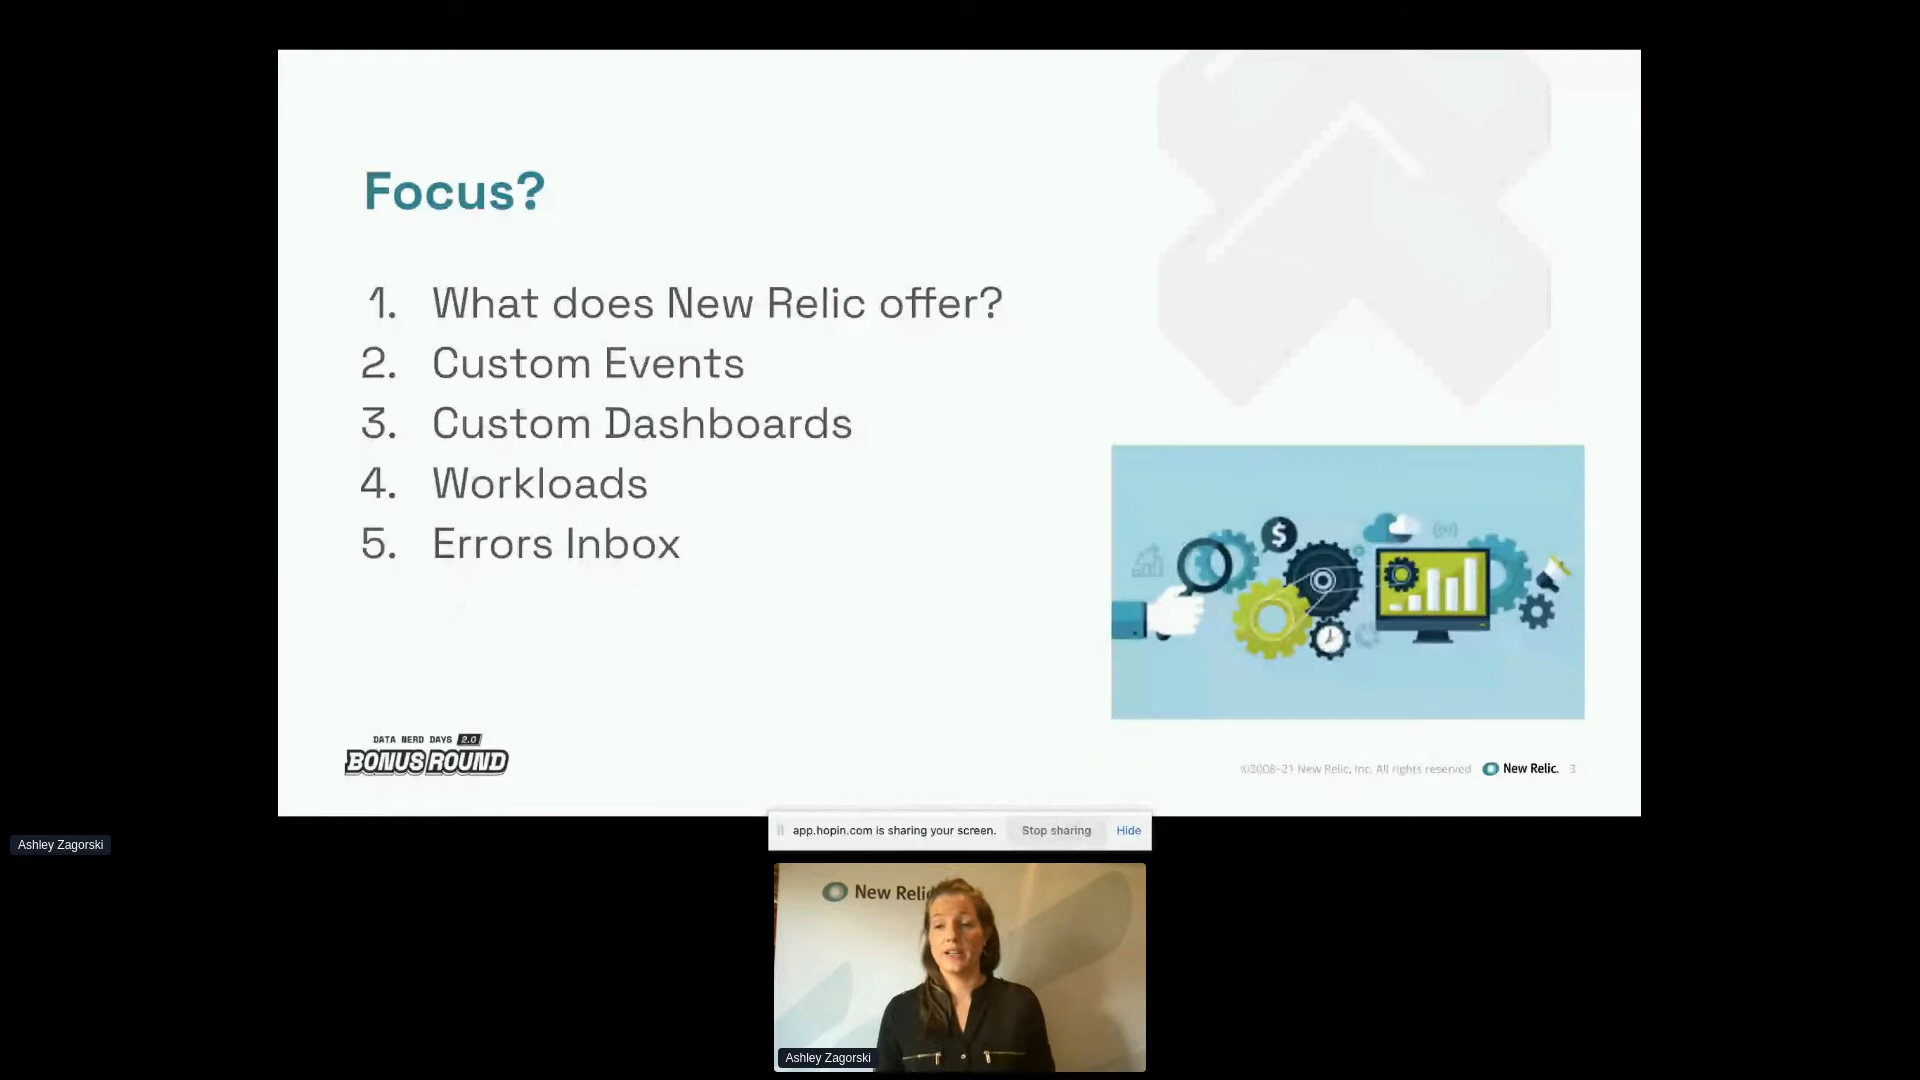 Focus?
1. What does New Relic offer?
2. Custom Events
3. Custom Dashboards
4. Workloads
5. Errors Inbox
$
DATA NERD DAYS 2.0
BONUS ROUND
©2008–21 New Relic, Inc. All rights reserved
New Relic.
3
app.hopin.com is sharing your screen.
Stop sharing
Hide
Ashley Zagorski
New Relic
Ashley Zagorski